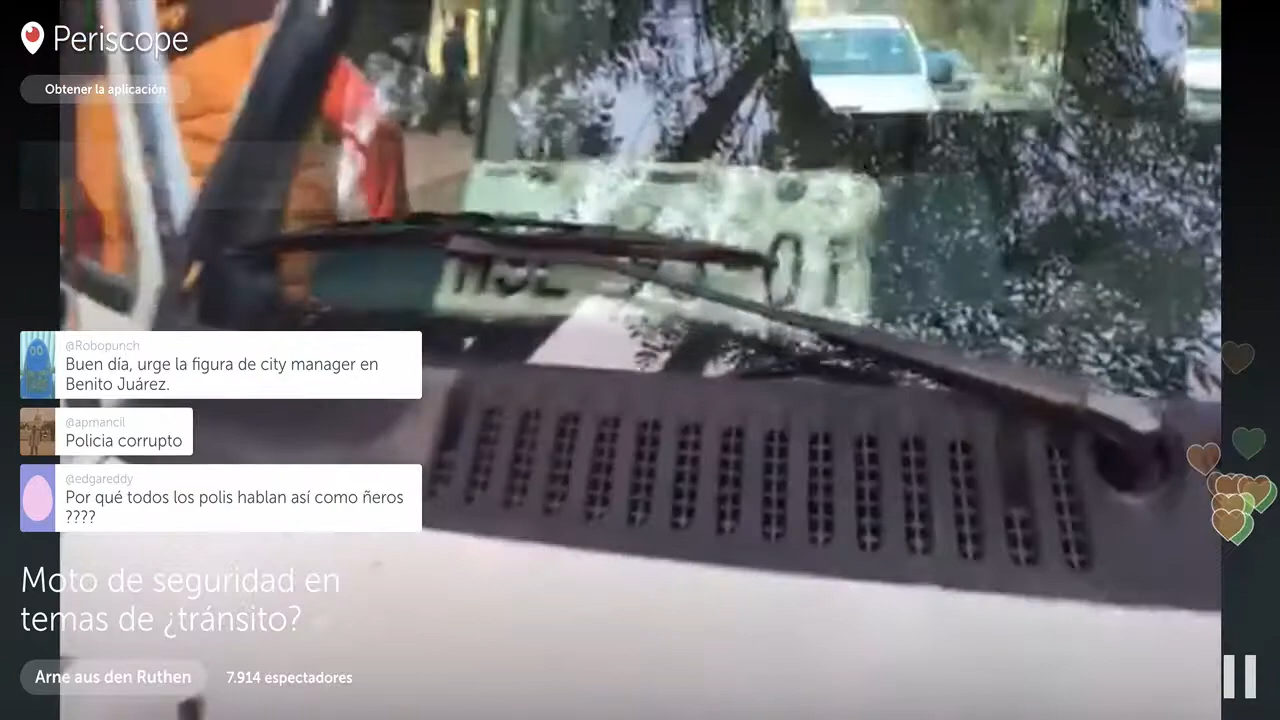 Periscope
Obtener la aplicación
@Robopunch
Buen día, urge la figura de city manager en
Benito Juárez.
@apmancil
Policia corrupto
@edgareddy
Por qué todos los polis hablan así como ñeros
????
Moto de seguridad en
temas de ¿tránsito?
Arne aus den Ruthen
7.914 espectadores